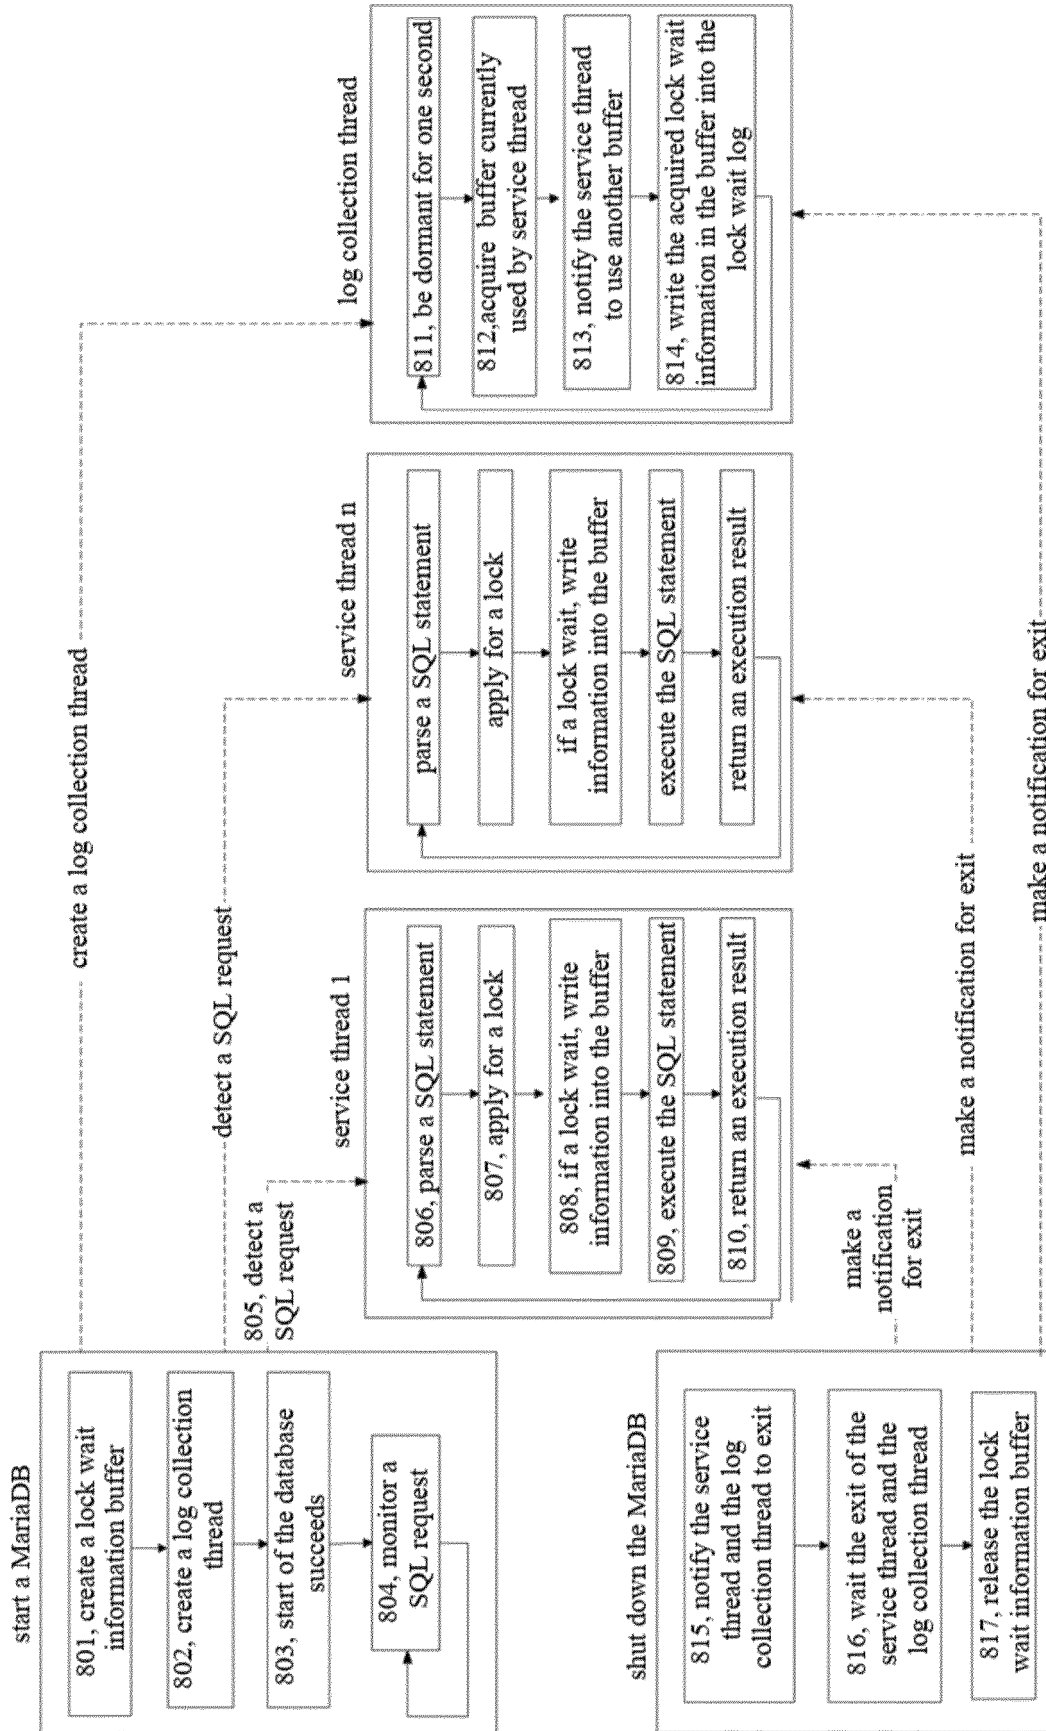 start a MariaDB
801, create a lock wait
information buffer
802, create a log collection
thread
803, start of the database
succeeds
804, monitor a
SQL request
create a log collection thread
detect a SQL request
805, detect a
SQL request
service thread 1
806, parse a SQL statement
807, apply for a lock
808, if a lock wait, write
information into the buffer
809, execute the SQL statement
810, return an execution result
service thread n
parse a SQL statement
apply for a lock
if a lock wait, write
information into the buffer
execute the SQL statement
return an execution result
log collection thread
811, be dormant for one second
812,acquire buffer currently
used by service thread
813, notify the service thread
to use another buffer
814, write the acquired lock wait
information in the buffer into the
lock wait log
shut down the MariaDB
815, notify the service
thread and the log
collection thread to exit
816, wait the exit of the
service thread and the
log collection thread
817, release the lock
wait information buffer
make a
notification
for exit
make a notification for exit
make a notification for exit